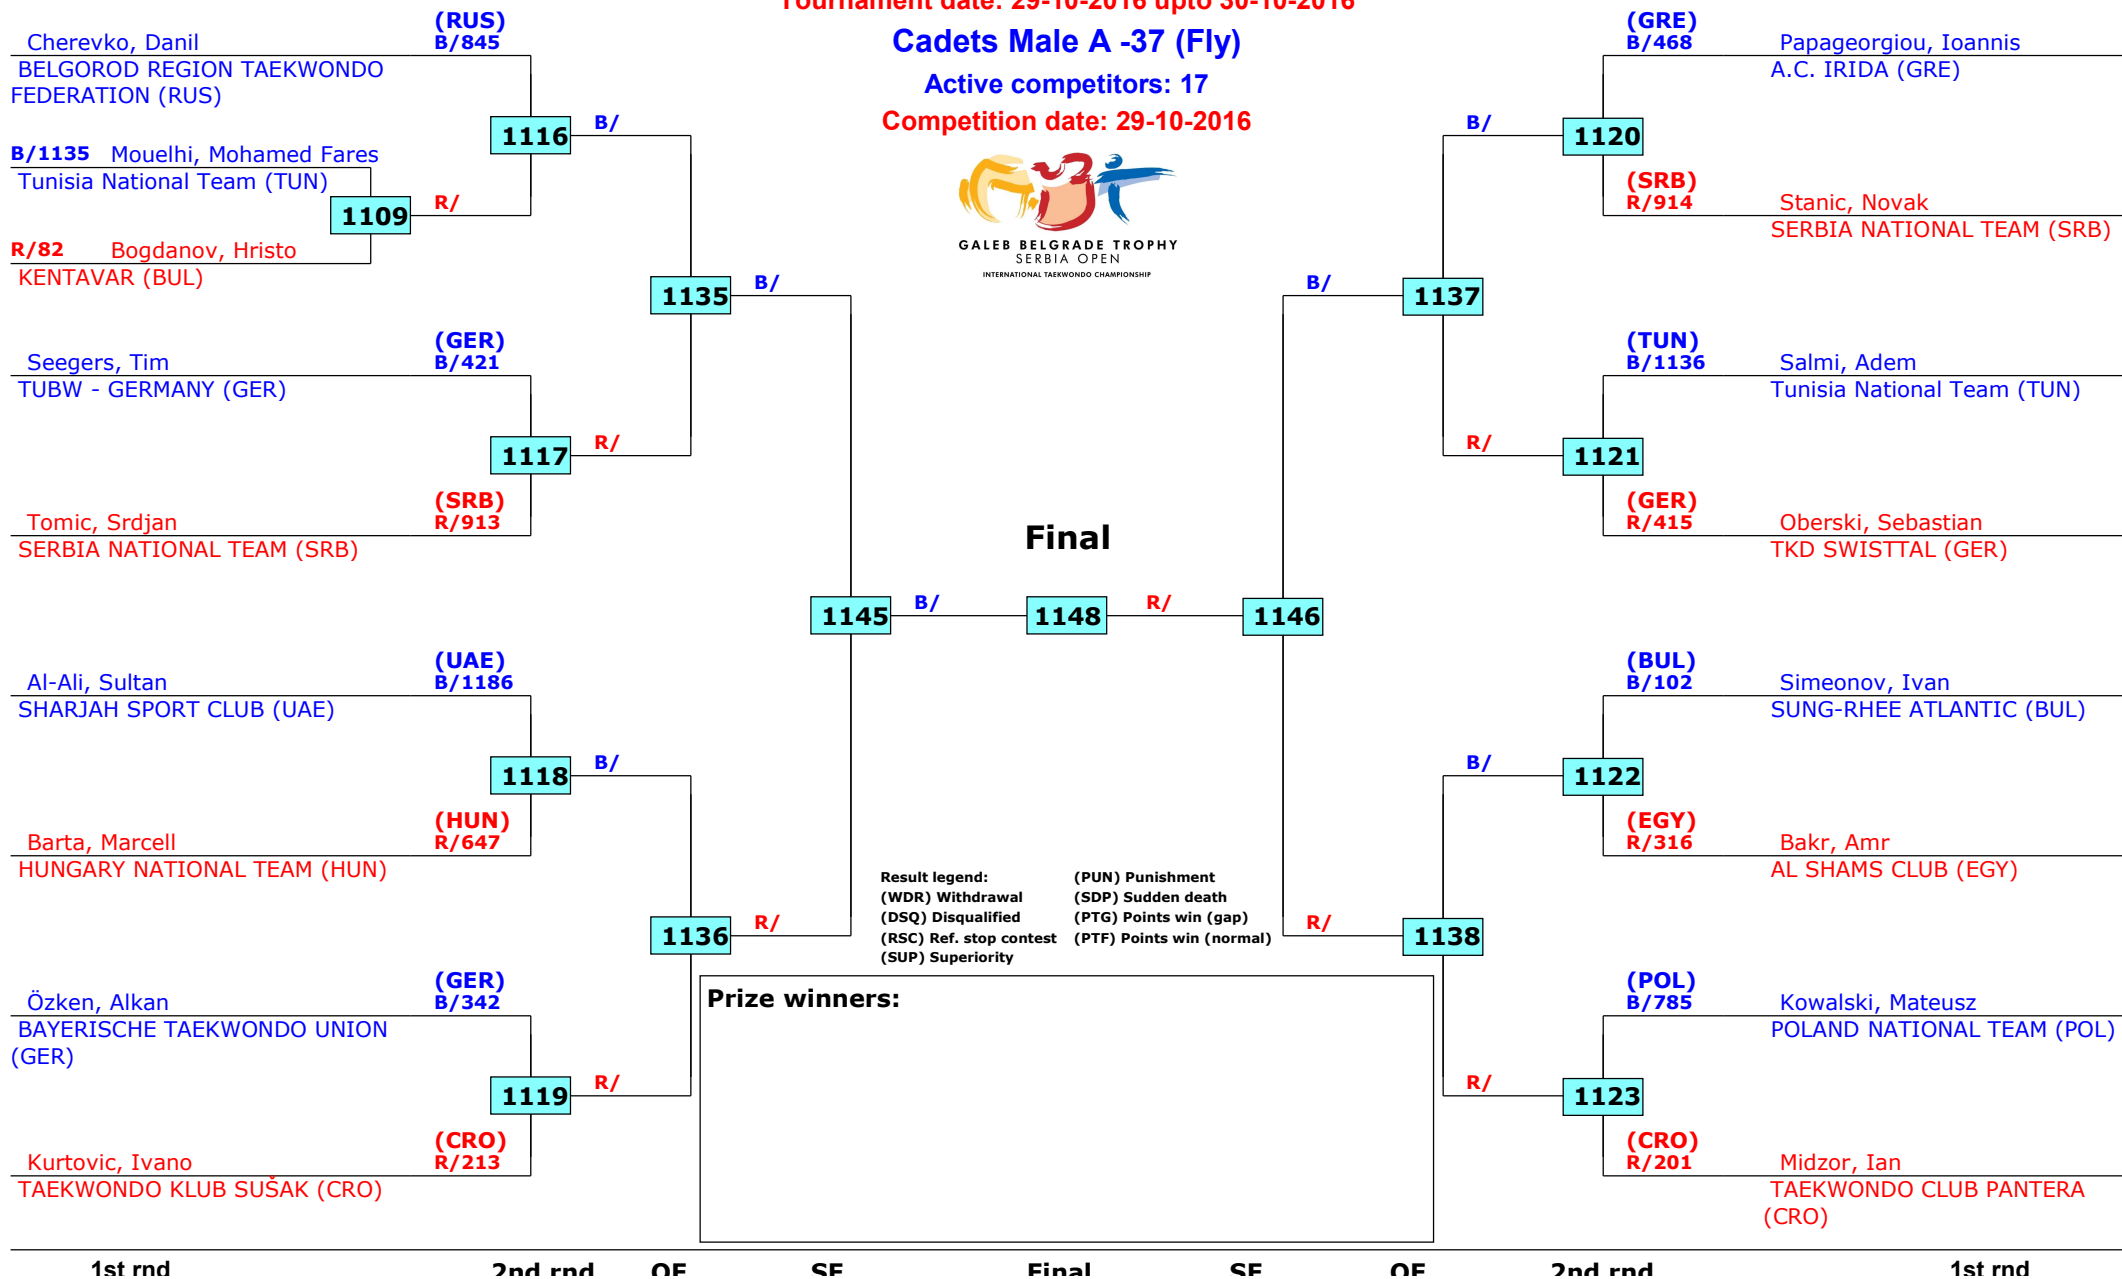 Tournament date: 29-10-2016 upto 30-10-2016
Cadets Male A -37 (Fly)
Active competitors: 17
Competition date: 29-10-2016
GALEB BELGRADE TROPHY
SERBIA OPEN
INTERNATIONAL TAEKWONDO CHAMPIONSHIP
(RUS)
Cherevko, Danil B/845
BELGOROD REGION TAEKWONDO
FEDERATION (RUS)
1116 B/
B/1135 Mouelhi, Mohamed Fares
Tunisia National Team (TUN)
1109 R/
R/82 Bogdanov, Hristo
KENTAVAR (BUL)
1135 B/
(GER)
Seegers, Tim B/421
TUBW - GERMANY (GER)
1117 R/
(SRB)
Tomic, Srdjan R/913
SERBIA NATIONAL TEAM (SRB)
Final
1145 B/ 1148 R/ 1146
(UAE)
Al-Ali, Sultan B/1186
SHARJAH SPORT CLUB (UAE)
1118 B/
(HUN)
Barta, Marcell R/647
HUNGARY NATIONAL TEAM (HUN)
1136 R/
(GER)
Özken, Alkan B/342
BAYERISCHE TAEKWONDO UNION
(GER)
1119 R/
(CRO)
Kurtovic, Ivano R/213
TAEKWONDO KLUB SUŠAK (CRO)
(GRE)
B/468 Papageorgiou, Ioannis
A.C. IRIDA (GRE)
B/ 1120
(SRB)
R/914 Stanic, Novak
SERBIA NATIONAL TEAM (SRB)
B/ 1137
(TUN)
B/1136 Salmi, Adem
Tunisia National Team (TUN)
R/ 1121
(GER)
R/415 Oberski, Sebastian
TKD SWISTTAL (GER)
(BUL)
B/102 Simeonov, Ivan
SUNG-RHEE ATLANTIC (BUL)
B/ 1122
(EGY)
R/316 Bakr, Amr
AL SHAMS CLUB (EGY)
R/ 1138
(POL)
B/785 Kowalski, Mateusz
POLAND NATIONAL TEAM (POL)
R/ 1123
(CRO)
R/201 Midzor, Ian
TAEKWONDO CLUB PANTERA
(CRO)
Result legend: (PUN) Punishment
(WDR) Withdrawal (SDP) Sudden death
(DSQ) Disqualified (PTG) Points win (gap)
(RSC) Ref. stop contest (PTF) Points win (normal)
(SUP) Superiority
Prize winners:
1st rnd 2nd rnd QF SF Final SF QF 2nd rnd 1st rnd